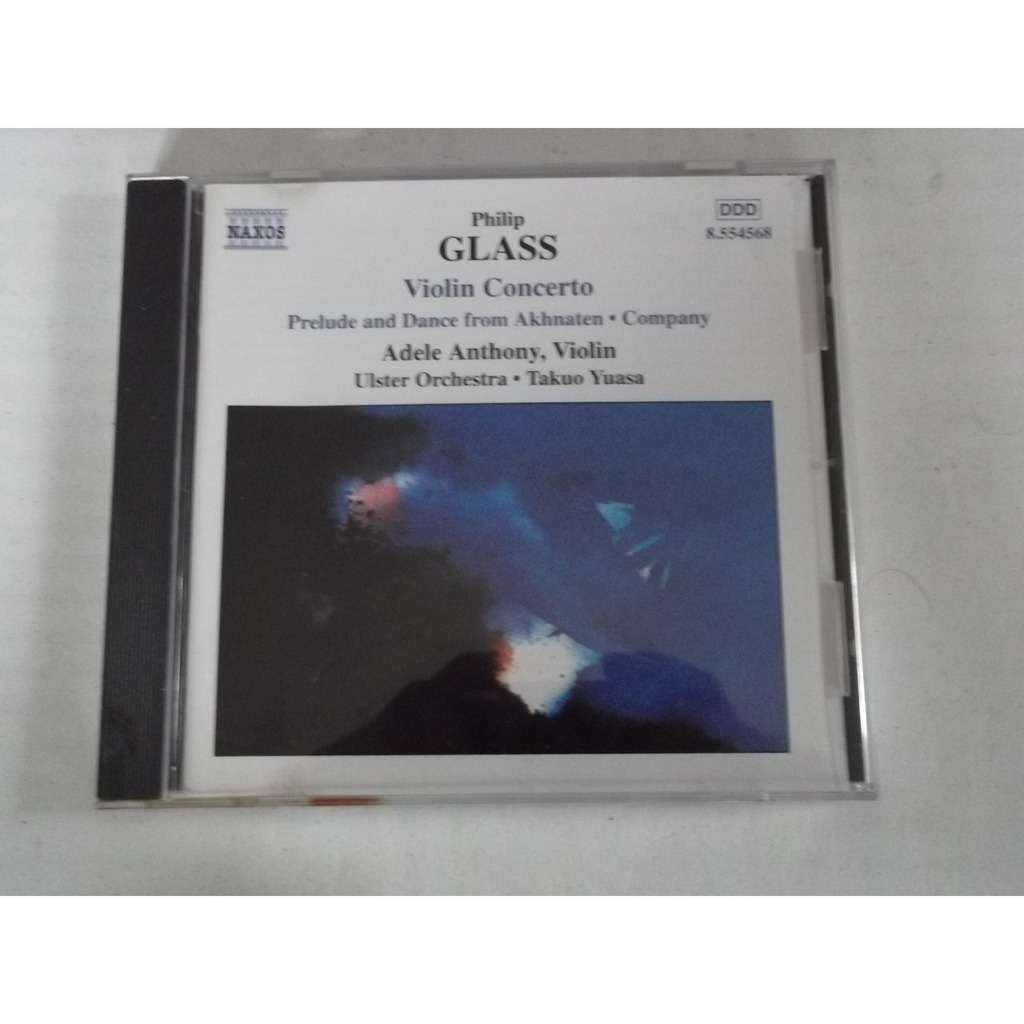 NAXOS
DDD
8.554568
Philip
GLASS
Violin Concerto
Prelude and Dance from Akhnaten • Company
Adele Anthony, Violin
Ulster Orchestra • Takuo Yuasa